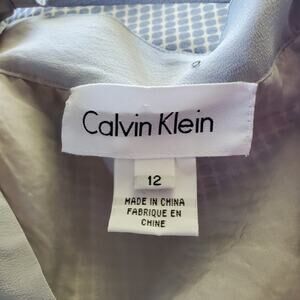 Calvin Klein
12
MADE IN CHINA
FABRIQUE EN
CHINE